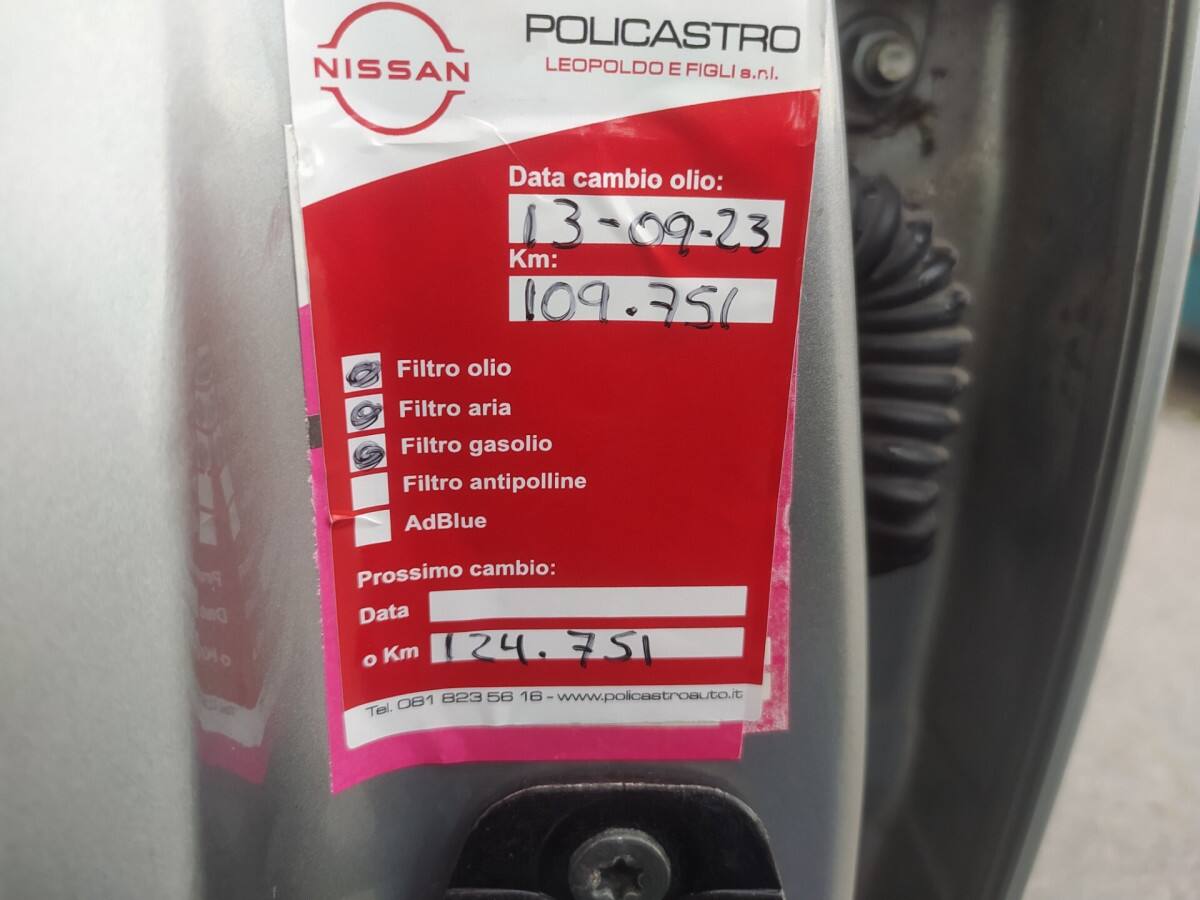 NISSAN
POLICASTRO
LEOPOLDO E FIGLI s.r.l.
Data cambio olio:
13-09-23
Km:
109.751
Filtro olio
Filtro aria
Filtro gasolio
Filtro antipolline
AdBlue
Prossimo cambio:
Data
o Km 124.751
Tel. 081 823 56 16 - www.policastroauto.it